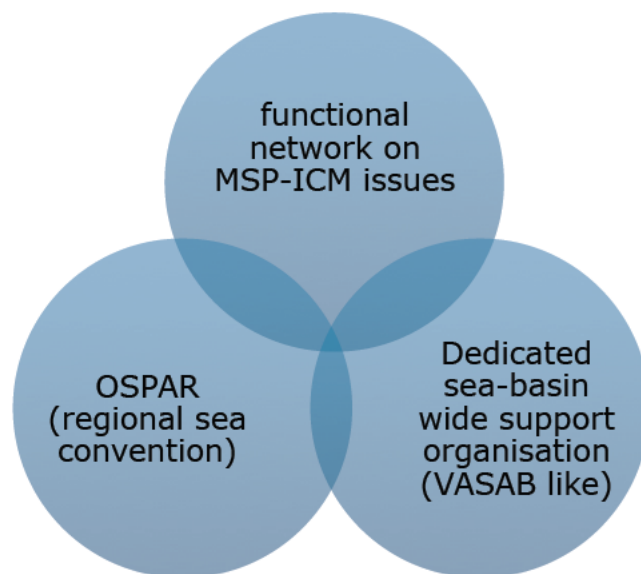 functional
network on
MSP-ICM issues
OSPAR
(regional sea
convention)
Dedicated
sea-basin
wide support
organisation
(VASAB like)